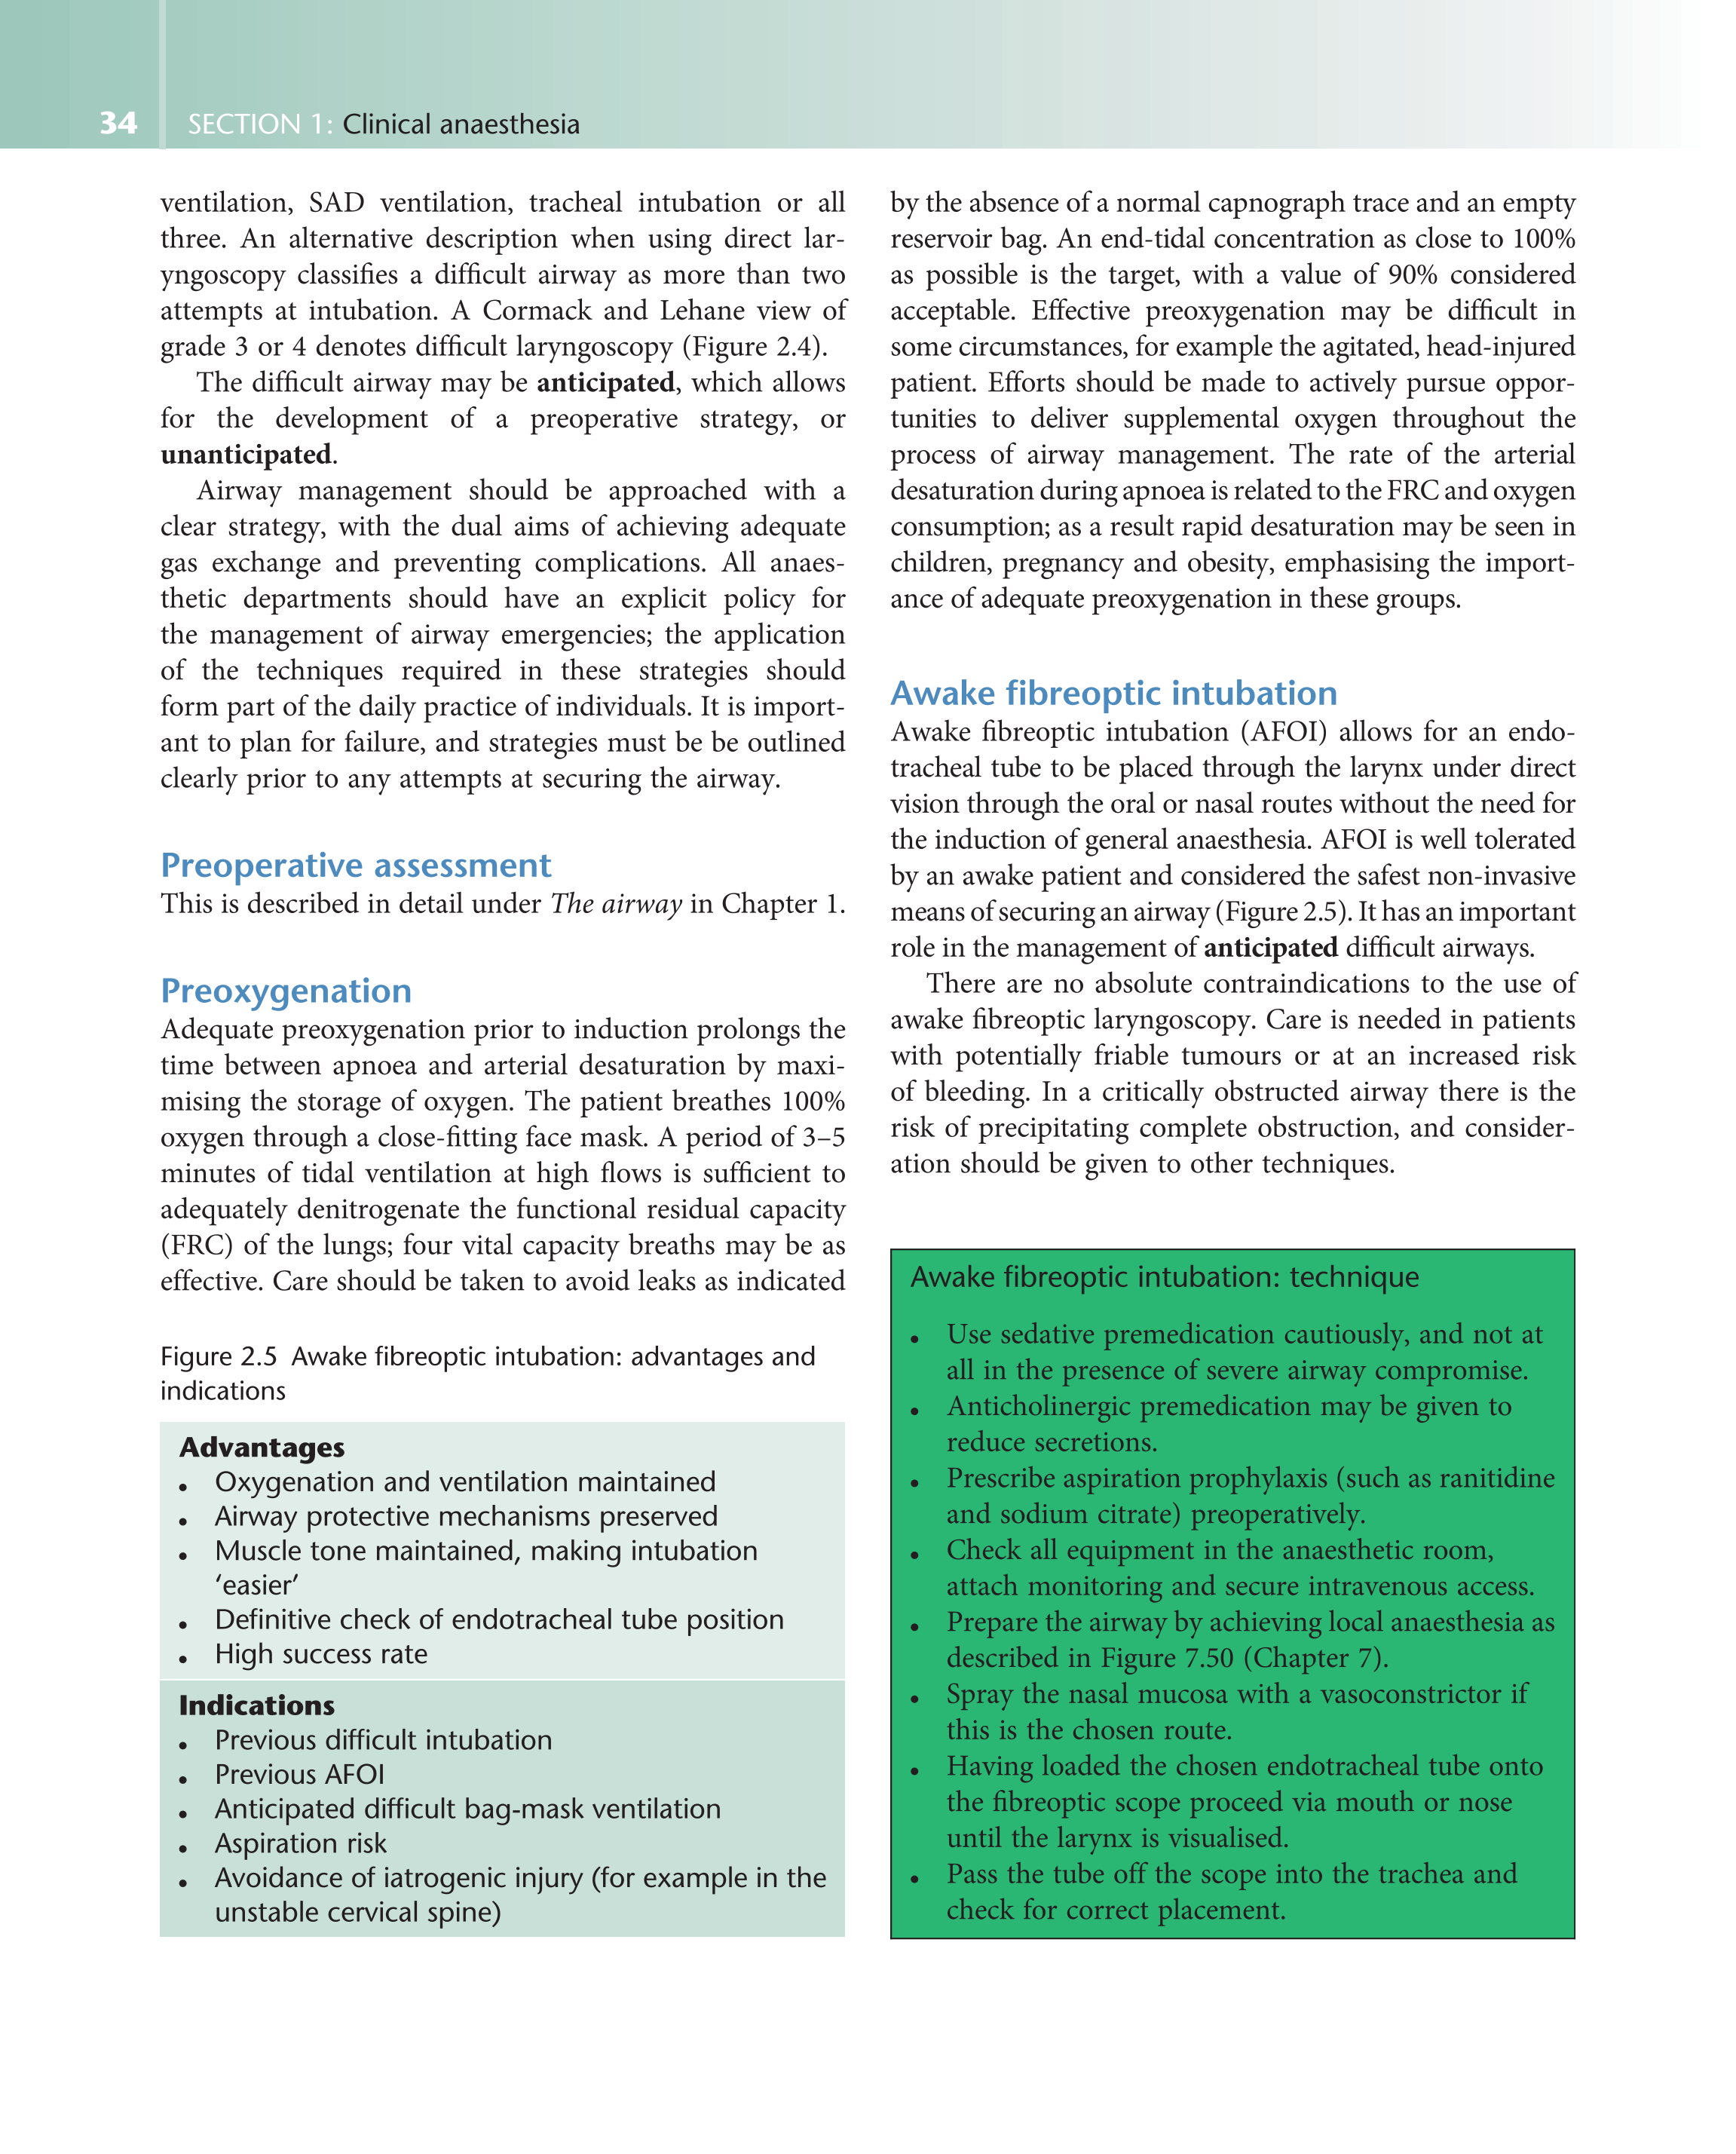 34
SECTION 1: Clinical anaesthesia
ventilation, SAD ventilation, tracheal intubation or all
three. An alternative description when using direct lar-
yngoscopy classifies a difficult airway as more than two
attempts at intubation. A Cormack and Lehane view of
grade 3 or 4 denotes difficult laryngoscopy (Figure 2.4).
The difficult airway may be anticipated, which allows
for the development of a preoperative strategy, or
unanticipated.
Airway management should be approached with a
clear strategy, with the dual aims of achieving adequate
gas exchange and preventing complications. All anaes-
thetic departments should have an explicit policy for
the management of airway emergencies; the application
of the techniques required in these strategies should
form part of the daily practice of individuals. It is import-
ant to plan for failure, and strategies must be be outlined
clearly prior to any attempts at securing the airway.
Preoperative assessment
This is described in detail under The airway in Chapter 1.
Preoxygenation
Adequate preoxygenation prior to induction prolongs the
time between apnoea and arterial desaturation by maxi-
mising the storage of oxygen. The patient breathes 100%
oxygen through a close-fitting face mask. A period of 3–5
minutes of tidal ventilation at high flows is sufficient to
adequately denitrogenate the functional residual capacity
(FRC) of the lungs; four vital capacity breaths may be as
effective. Care should be taken to avoid leaks as indicated
Figure 2.5 Awake fibreoptic intubation: advantages and
indications
Advantages
• Oxygenation and ventilation maintained
• Airway protective mechanisms preserved
• Muscle tone maintained, making intubation
‘easier’
• Definitive check of endotracheal tube position
• High success rate
Indications
• Previous difficult intubation
• Previous AFOI
• Anticipated difficult bag-mask ventilation
• Aspiration risk
• Avoidance of iatrogenic injury (for example in the
unstable cervical spine)
by the absence of a normal capnograph trace and an empty
reservoir bag. An end-tidal concentration as close to 100%
as possible is the target, with a value of 90% considered
acceptable. Effective preoxygenation may be difficult in
some circumstances, for example the agitated, head-injured
patient. Efforts should be made to actively pursue oppor-
tunities to deliver supplemental oxygen throughout the
process of airway management. The rate of the arterial
desaturation during apnoea is related to the FRC and oxygen
consumption; as a result rapid desaturation may be seen in
children, pregnancy and obesity, emphasising the import-
ance of adequate preoxygenation in these groups.
Awake fibreoptic intubation
Awake fibreoptic intubation (AFOI) allows for an endo-
tracheal tube to be placed through the larynx under direct
vision through the oral or nasal routes without the need for
the induction of general anaesthesia. AFOI is well tolerated
by an awake patient and considered the safest non-invasive
means of securing an airway (Figure 2.5). It has an important
role in the management of anticipated difficult airways.
There are no absolute contraindications to the use of
awake fibreoptic laryngoscopy. Care is needed in patients
with potentially friable tumours or at an increased risk
of bleeding. In a critically obstructed airway there is the
risk of precipitating complete obstruction, and consider-
ation should be given to other techniques.
Awake fibreoptic intubation: technique
• Use sedative premedication cautiously, and not at
all in the presence of severe airway compromise.
• Anticholinergic premedication may be given to
reduce secretions.
• Prescribe aspiration prophylaxis (such as ranitidine
and sodium citrate) preoperatively.
• Check all equipment in the anaesthetic room,
attach monitoring and secure intravenous access.
• Prepare the airway by achieving local anaesthesia as
described in Figure 7.50 (Chapter 7).
• Spray the nasal mucosa with a vasoconstrictor if
this is the chosen route.
• Having loaded the chosen endotracheal tube onto
the fibreoptic scope proceed via mouth or nose
until the larynx is visualised.
• Pass the tube off the scope into the trachea and
check for correct placement.